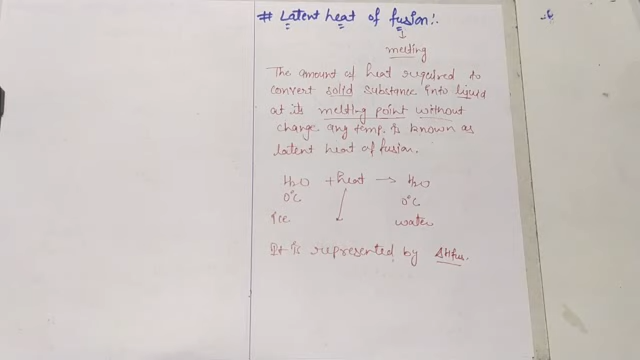 # Latent heat of fusion:.
melting
The amount of heat required to
convert solid substance into liquid
at its melting point without
change any temp. is known as
latent heat of fusion.
H2O + heat → H2O
0°C 0°C
Ice water
It is represented by ΔHfus.